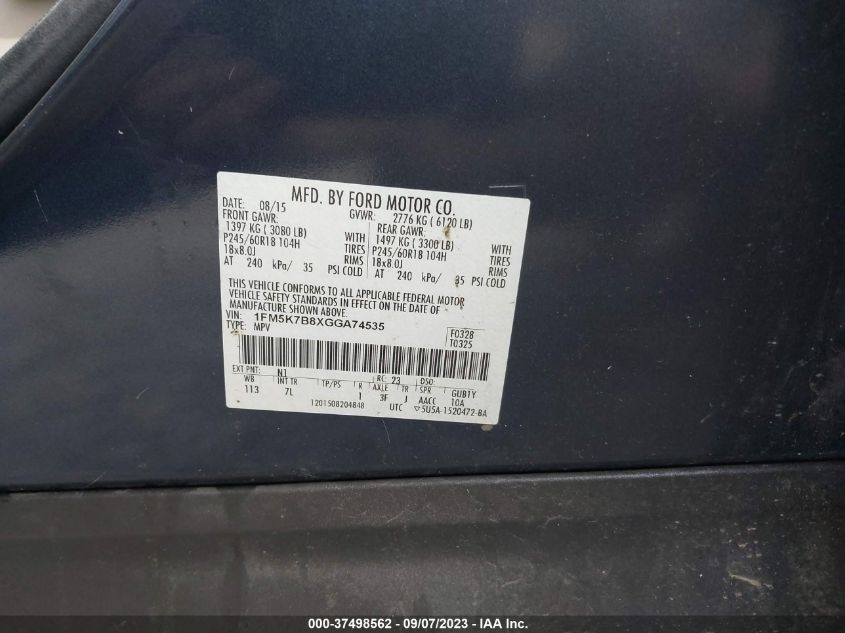 MFD. BY FORD MOTOR CO.
DATE: 08/15 GVWR: 2776 KG ( 6120 LB)
FRONT GAWR: REAR GAWR:
1397 KG ( 3080 LB) WITH 1497 KG ( 3300 LB) WITH
P245/60R18 104H TIRES P245/60R18 104H TIRES
18x8.0J RIMS 18x8.0J RIMS
AT 240 kPa/ 35 PSI COLD AT 240 kPa/ 35 PSI COLD
THIS VEHICLE CONFORMS TO ALL APPLICABLE FEDERAL MOTOR
VEHICLE SAFETY STANDARDS IN EFFECT ON THE DATE OF
MANUFACTURE SHOWN ABOVE.
VIN: 1FM5K7B8XGGA74535 F0328
TYPE: MPV T0325
EXT PNT: N1 RC: 23 DSO:
WB INT TR TP/PS R AXLE TR SPR GUB1Y
113 7L 1 3F J AACC 10A
1201508204848 UTC ▽5U5A-1520472-BA
000-37498562 - 09/07/2023 - IAA Inc.